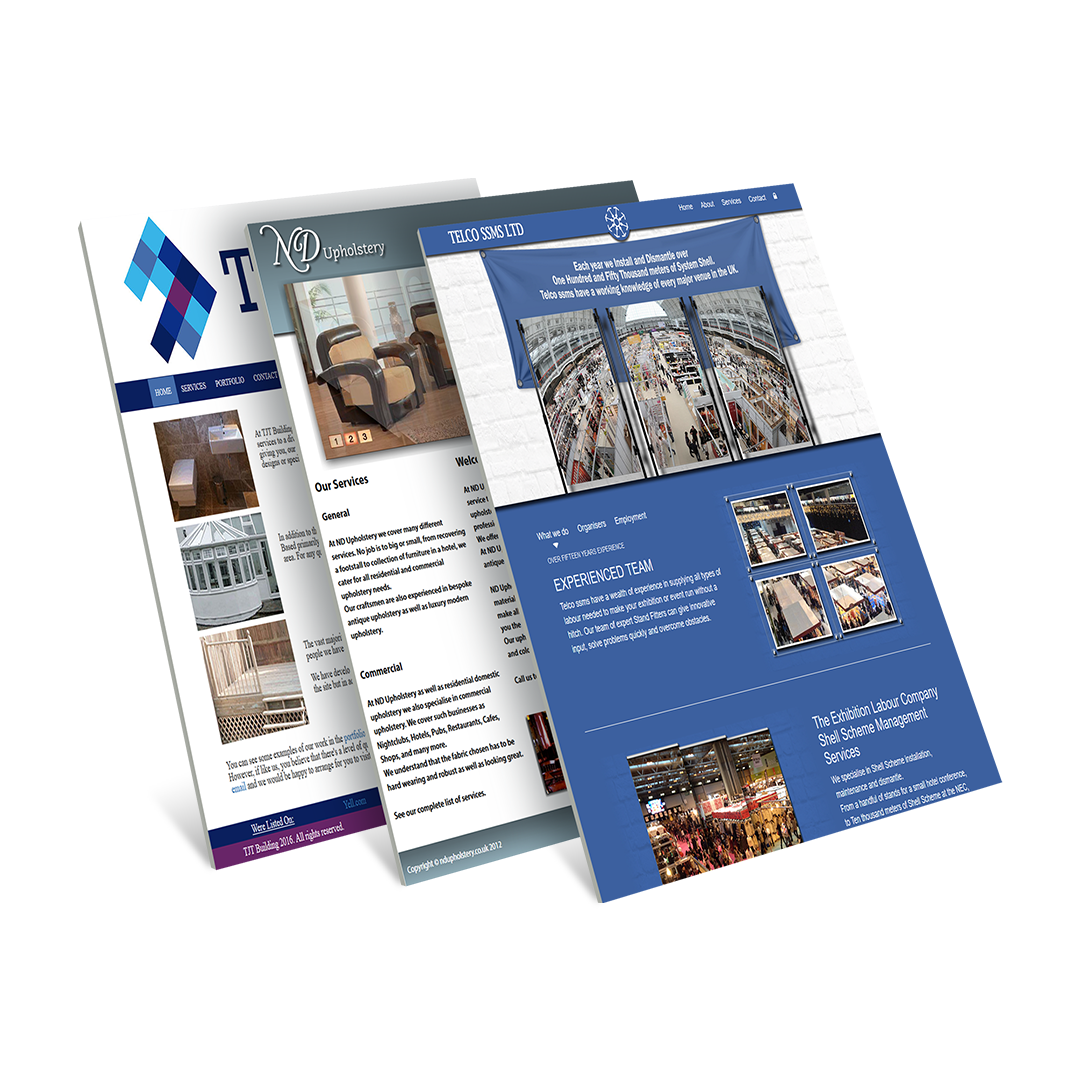 T
HOME SERVICES PORTFOLIO CONTACT
At TJT Building
services to a
giving you, our
designs or
In addition to
Based primarily
area. For any
The vast
people we have
We have
the site but in
You can see some examples of our work in the portfolio
However, if like us, you believe that there's a level of
email and we would be happy to arrange for you to visit
Were Listed On:
Yell.com
TJT Building 2016. All rights reserved.
ND Upholstery
1 2 3
Our Services
General
At ND Upholstery we cover many different
services. No job is to big or small, from recovering
a footstall to collection of furniture in a hotel, we
cater for all residential and commercial
upholstery needs.
Our craftsmen are also experienced in bespoke
antique upholstery as well as luxury modern
upholstery.
Commercial
At ND Upholstery as well as residential domestic
upholstery we also specialise in commercial
upholstery. We cover such businesses as
Nightclubs, Hotels, Pubs, Restaurants, Cafes,
Shops, and many more.
We understand that the fabric chosen has to be
hard wearing and robust as well as looking great.
See our complete list of services.
At ND U
service
We offer
At ND U
antique
ND
make all
you the
Our
and
Call us
Copyright © ndupholstery.co.uk 2012
TELCO SSMS LTD
Home About Services Contact
Each year we Install and Dismantle over
One Hundred and Fifty Thousand meters of System Shell.
Telco ssms have a working knowledge of every major venue in the UK.
What we do Organisers Employment
OVER FIFTEEN YEARS EXPERIENCE
EXPERIENCED TEAM
Telco ssms have a wealth of experience in supplying all types of
labour needed to make your exhibition or event run without a
hitch. Our team of expert Stand Fitters can give innovative
input, solve problems quickly and overcome obstacles.
The Exhibition Labour Company
Shell Scheme Management
Services
We specialise in Shell Scheme installation,
maintenance and dismantle.
From a handful of stands for a small hotel conference,
to Ten thousand meters of Shell Scheme at the NEC,